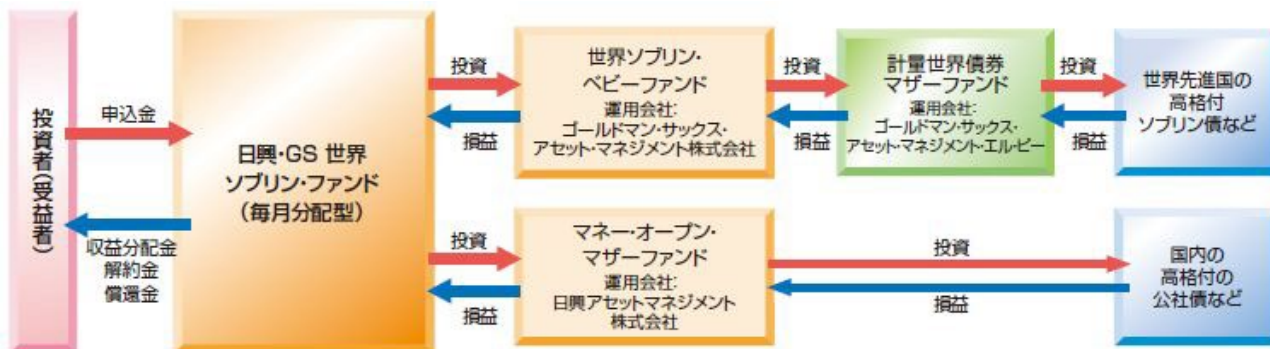 投資者(受益者)
申込金
収益分配金
解約金
償還金
日興・GS 世界
ソブリン・ファンド
(毎月分配型)
投資
損益
世界ソブリン・
ベビーファンド
運用会社:
ゴールドマン・サックス・
アセット・マネジメント株式会社
投資
損益
計量世界債券
マザーファンド
運用会社:
ゴールドマン・サックス・
アセット・マネジメント・エル・ピー
投資
損益
世界先進国の
高格付
ソブリン債など
投資
損益
マネー・オープン・
マザーファンド
運用会社:
日興アセットマネジメント
株式会社
投資
損益
国内の
高格付の
公社債など